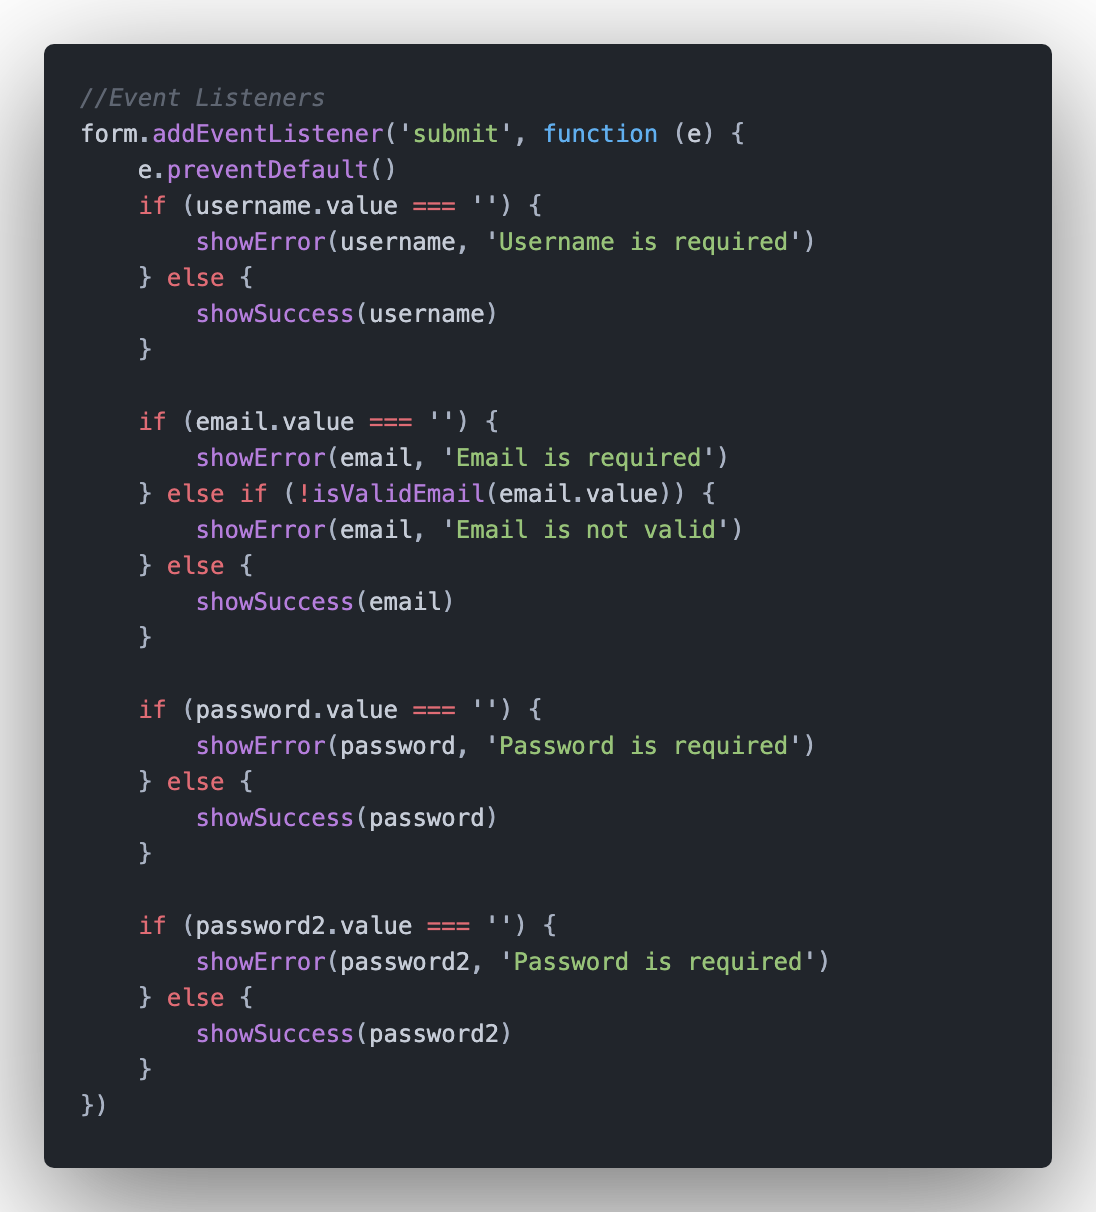 //Event Listeners
form.addEventListener('submit', function (e) {
    e.preventDefault()
    if (username.value === '') {
        showError(username, 'Username is required')
    } else {
        showSuccess(username)
    }

    if (email.value === '') {
        showError(email, 'Email is required')
    } else if (!isValidEmail(email.value)) {
        showError(email, 'Email is not valid')
    } else {
        showSuccess(email)
    }

    if (password.value === '') {
        showError(password, 'Password is required')
    } else {
        showSuccess(password)
    }

    if (password2.value === '') {
        showError(password2, 'Password is required')
    } else {
        showSuccess(password2)
    }
})